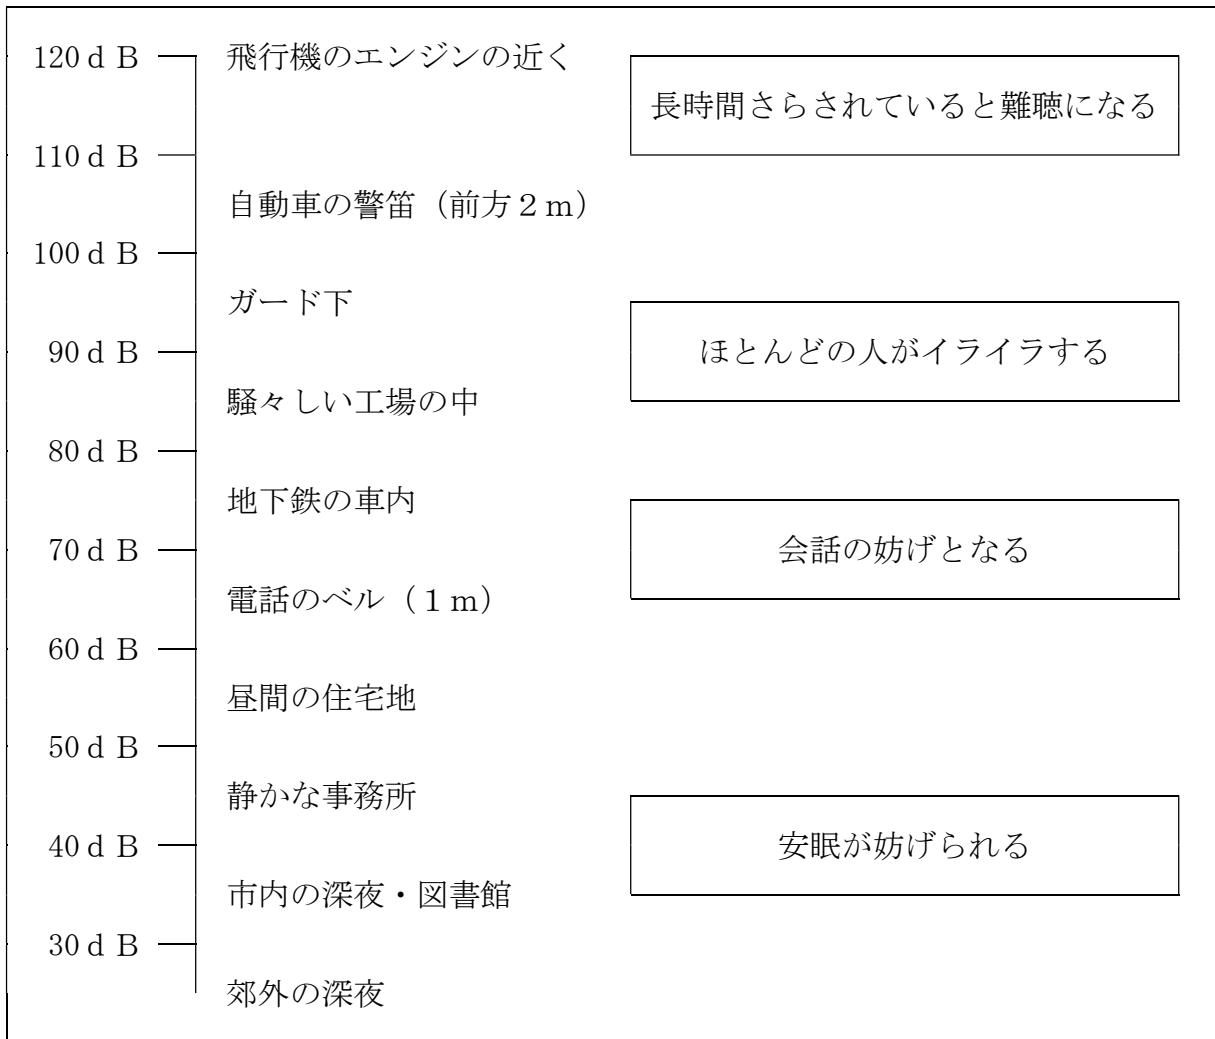 120ｄＢ 飛行機のエンジンの近く
長時間さらされていると難聴になる
110ｄＢ
自動車の警笛（前方２ｍ）
100ｄＢ
ガード下
90ｄＢ ほとんどの人がイライラする
騒々しい工場の中
80ｄＢ
地下鉄の車内
70ｄＢ 会話の妨げとなる
電話のベル（１ｍ）
60ｄＢ
昼間の住宅地
50ｄＢ
静かな事務所
40ｄＢ 安眠が妨げられる
市内の深夜・図書館
30ｄＢ
郊外の深夜